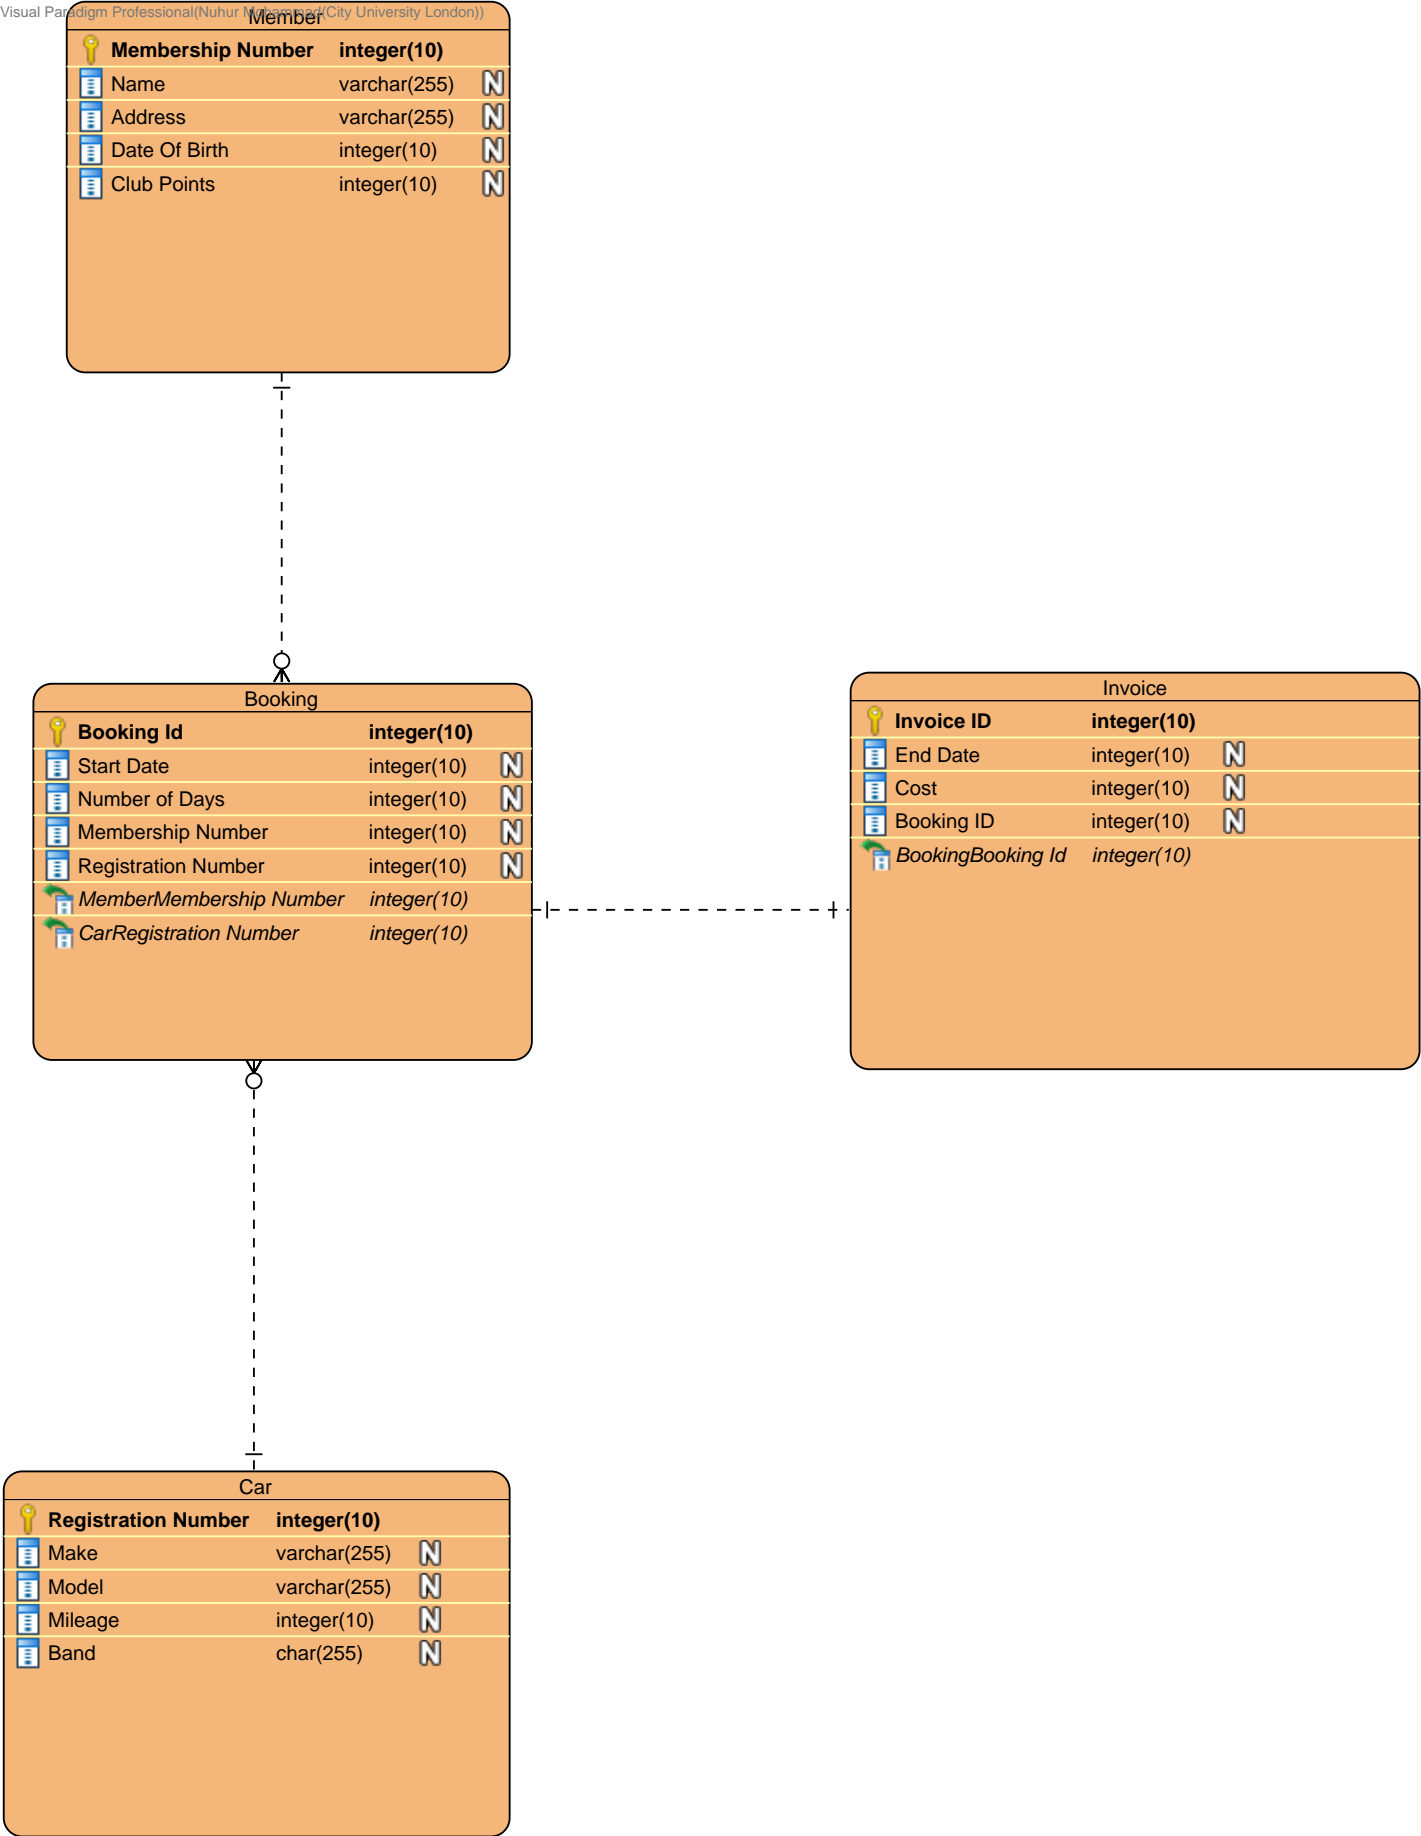 Visual Paradigm Professional(Nuhur Mohammad(City University London))
Member
Membership Number integer(10)
Name varchar(255) N
Address varchar(255) N
Date Of Birth integer(10) N
Club Points integer(10) N
Booking
Booking Id integer(10)
Start Date integer(10) N
Number of Days integer(10) N
Membership Number integer(10) N
Registration Number integer(10) N
MemberMembership Number integer(10)
CarRegistration Number integer(10)
Invoice
Invoice ID integer(10)
End Date integer(10) N
Cost integer(10) N
Booking ID integer(10) N
BookingBooking Id integer(10)
Car
Registration Number integer(10)
Make varchar(255) N
Model varchar(255) N
Mileage integer(10) N
Band char(255) N